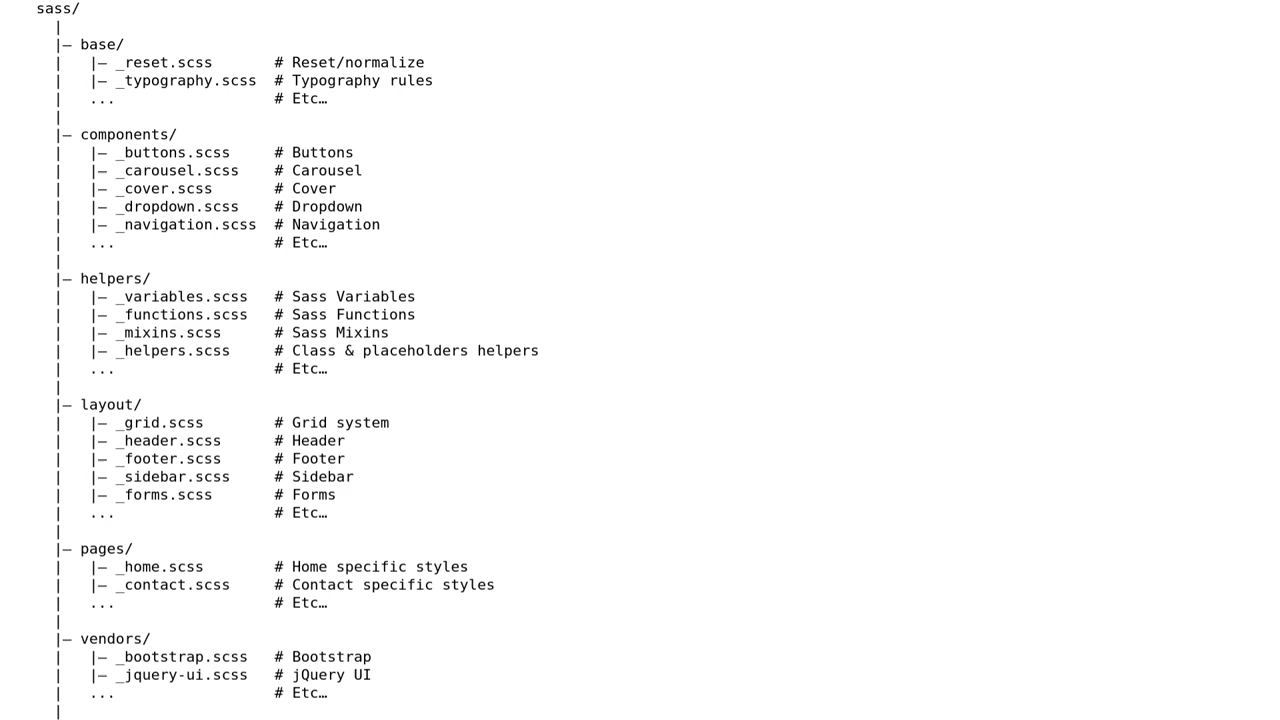 sass/
|
|– base/
|   |– _reset.scss       # Reset/normalize
|   |– _typography.scss  # Typography rules
|   ...                  # Etc…
|
|– components/
|   |– _buttons.scss     # Buttons
|   |– _carousel.scss    # Carousel
|   |– _cover.scss       # Cover
|   |– _dropdown.scss    # Dropdown
|   |– _navigation.scss  # Navigation
|   ...                  # Etc…
|
|– helpers/
|   |– _variables.scss   # Sass Variables
|   |– _functions.scss   # Sass Functions
|   |– _mixins.scss      # Sass Mixins
|   |– _helpers.scss     # Class & placeholders helpers
|   ...                  # Etc…
|
|– layout/
|   |– _grid.scss        # Grid system
|   |– _header.scss      # Header
|   |– _footer.scss      # Footer
|   |– _sidebar.scss     # Sidebar
|   |– _forms.scss       # Forms
|   ...                  # Etc…
|
|– pages/
|   |– _home.scss        # Home specific styles
|   |– _contact.scss     # Contact specific styles
|   ...                  # Etc…
|
|– vendors/
|   |– _bootstrap.scss   # Bootstrap
|   |– _jquery-ui.scss   # jQuery UI
|   ...                  # Etc…
|